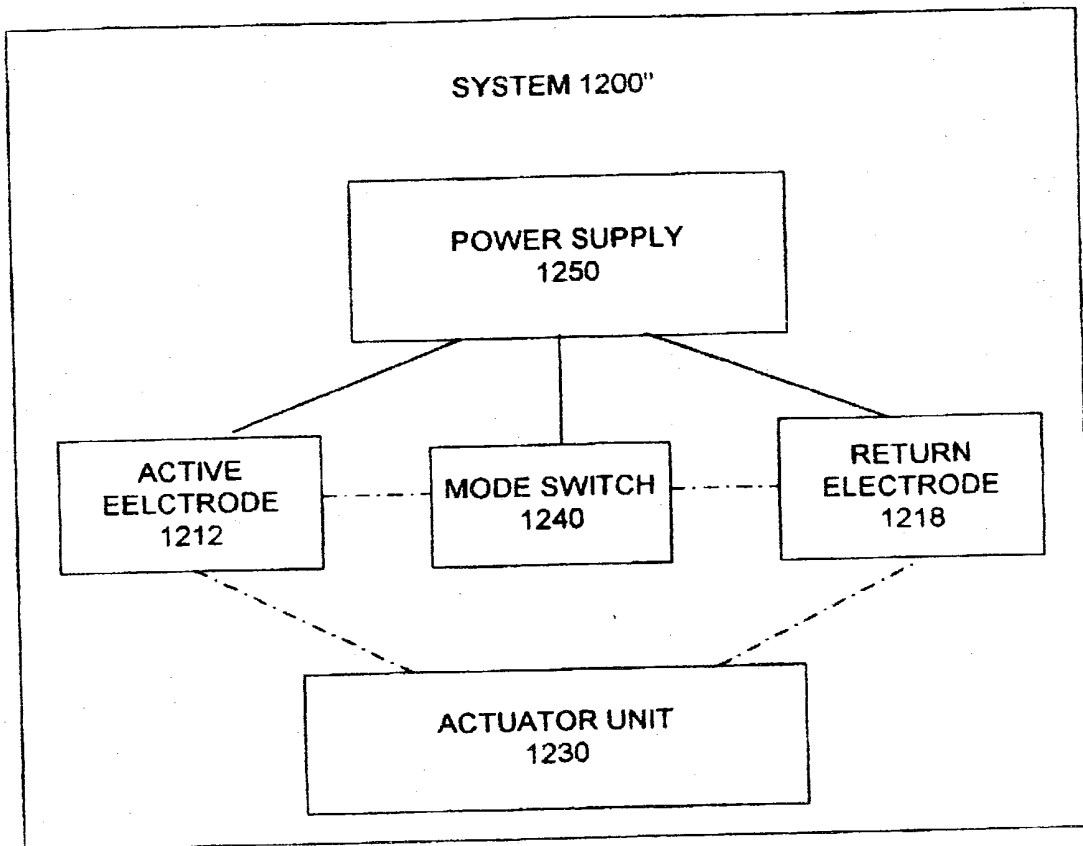 SYSTEM 1200"
POWER SUPPLY
1250
ACTIVE
EELCTRODE
1212
MODE SWITCH
1240
RETURN
ELECTRODE
1218
ACTUATOR UNIT
1230